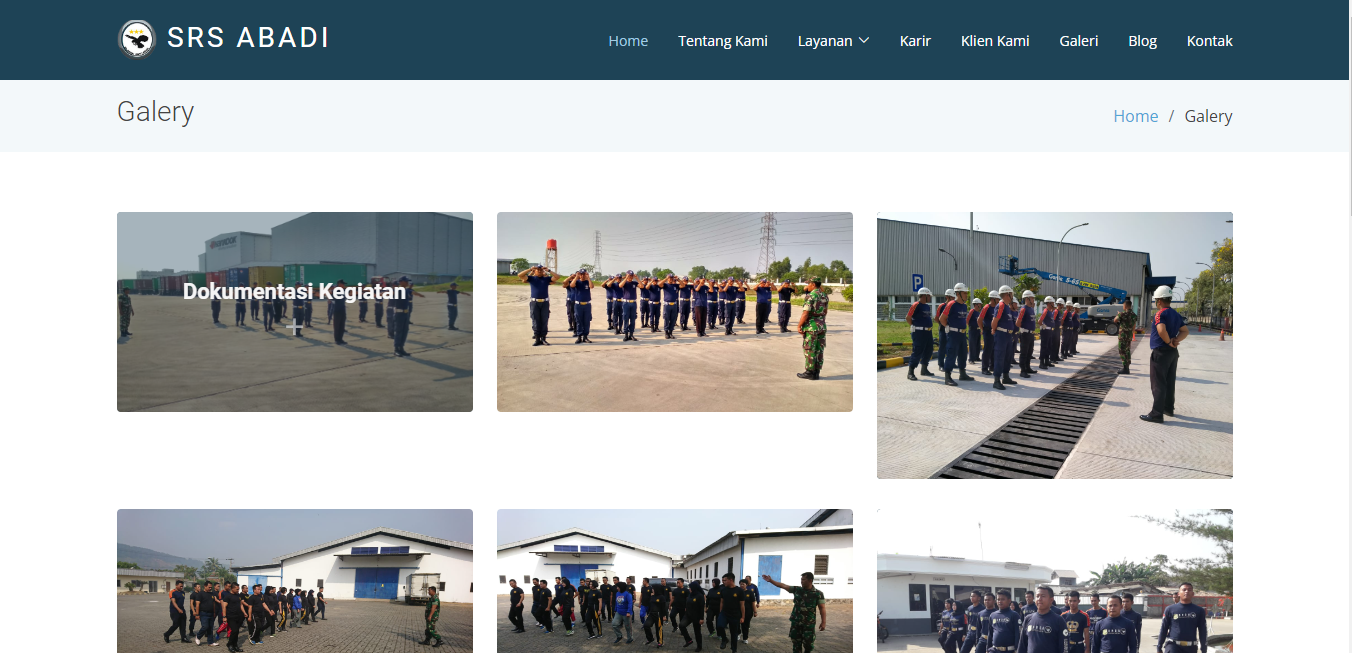 SRS ABADI
Home Tentang Kami Layanan Karir Klien Kami Galeri Blog Kontak
Galery
Home / Galery
Dokumentasi Kegiatan
P